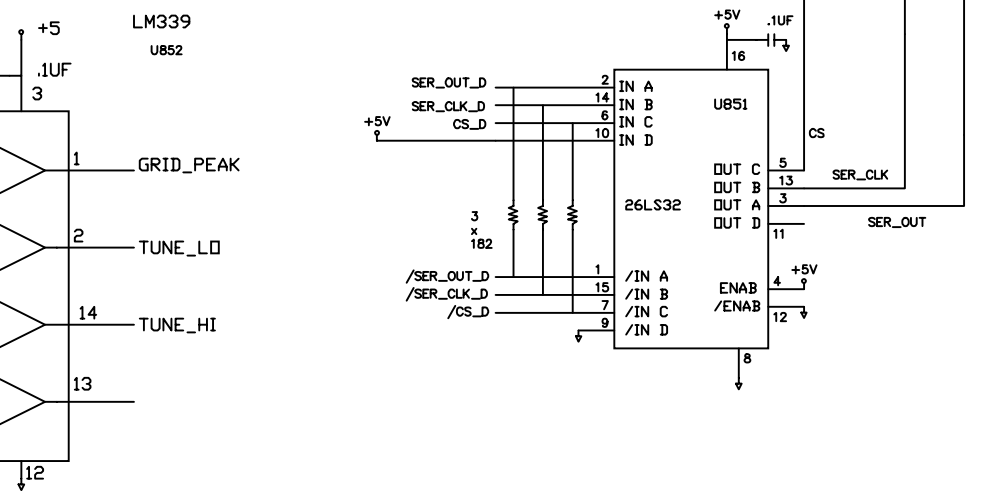 +5
LM339
U852
.1UF
3
1
GRID_PEAK
2
TUNE_LO
14
TUNE_HI
13
12
+5V
.1UF
16
SER_OUT_D
2
IN A
SER_CLK_D
14
IN B
U851
CS_D
6
IN C
+5V
10
IN D
CS
OUT C
5
OUT B
13
SER_CLK
26LS32
OUT A
3
3
x
182
OUT D
11
SER_OUT
/SER_OUT_D
1
/IN A
+5V
/SER_CLK_D
15
/IN B
ENAB
4
/CS_D
7
/IN C
/ENAB
12
9
/IN D
8